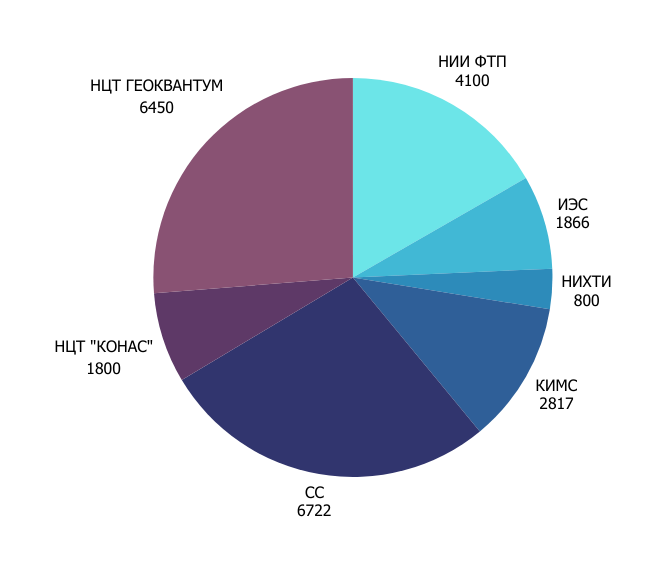 НИИ ФТП
4100
НЦТ ГЕОКВАНТУМ
6450
ИЭС
1866
НИХТИ
800
НЦТ "КОНАС"
1800
КИМС
2817
СС
6722